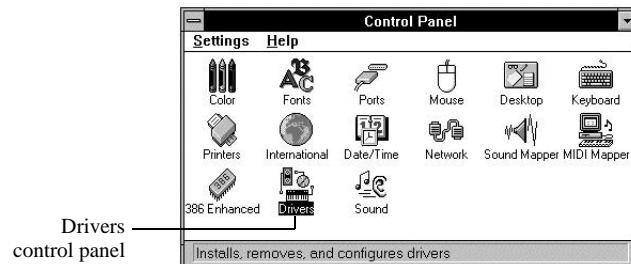 Control Panel
Settings Help
Color Fonts Ports Mouse Desktop Keyboard
Printers International Date/Time Network Sound Mapper MIDI Mapper
386 Enhanced Drivers Sound
Drivers
control panel
Installs, removes, and configures drivers